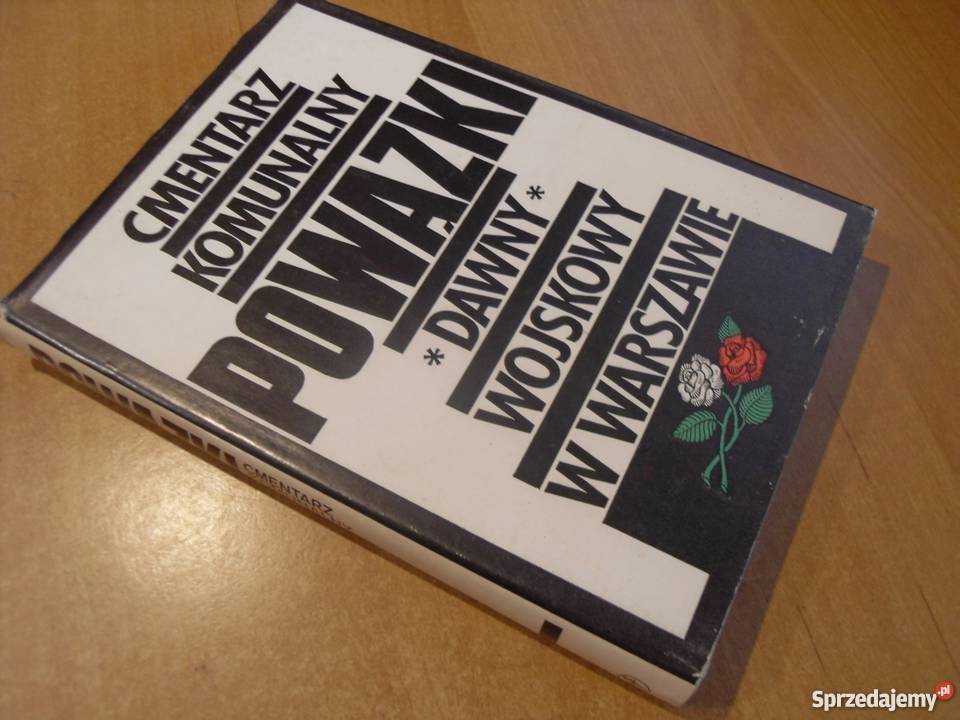 CMENTARZ
KOMUNALNY
POWĄZKI
*DAWNY*
WOJSKOWY
W WARSZAWIE
CMENTARZ
Sprzedajemy.pl